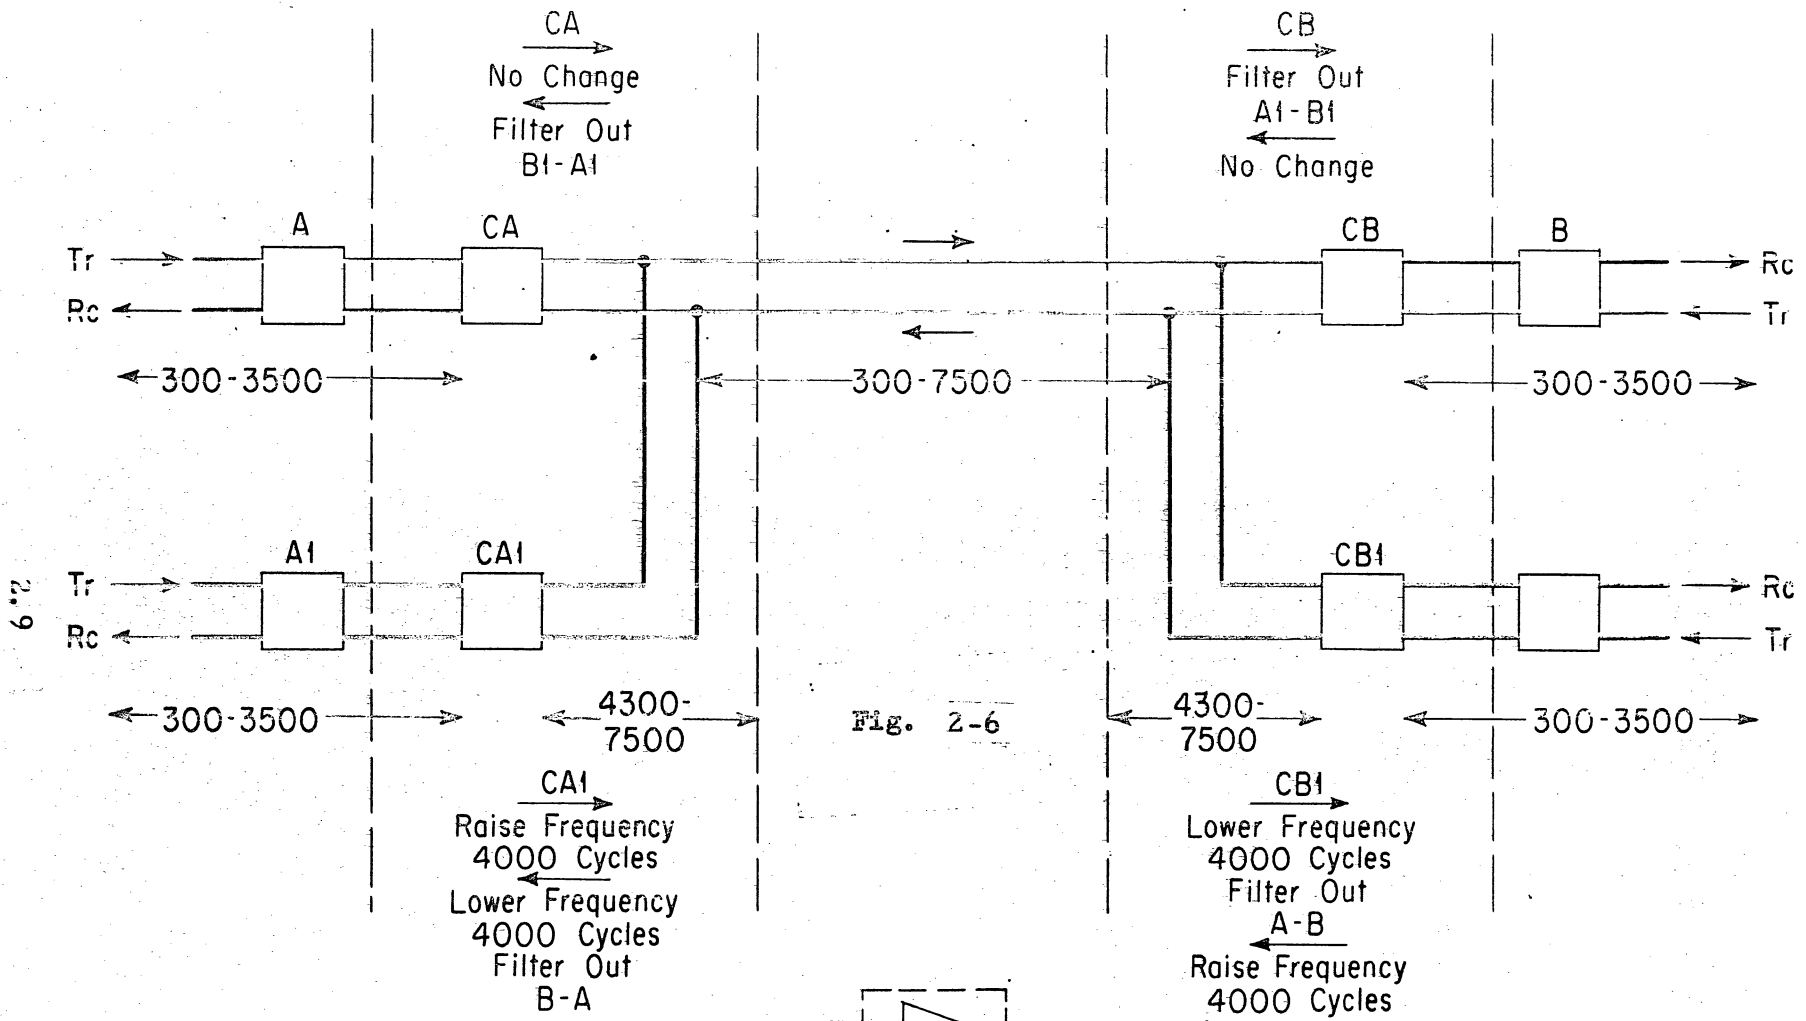 CA
No Change
Filter Out
B1-A1
CB
Filter Out
A1-B1
No Change
A
CA
CB
B
Tr
Rc
Rc
Tr
300-3500
300-7500
300-3500
A1
CA1
CB1
Tr
Rc
Rc
Tr
2.9
300-3500
4300-
7500
Fig. 2-6
4300-
7500
300-3500
CA1
Raise Frequency
4000 Cycles
Lower Frequency
4000 Cycles
Filter Out
B-A
CB1
Lower Frequency
4000 Cycles
Filter Out
A-B
Raise Frequency
4000 Cycles